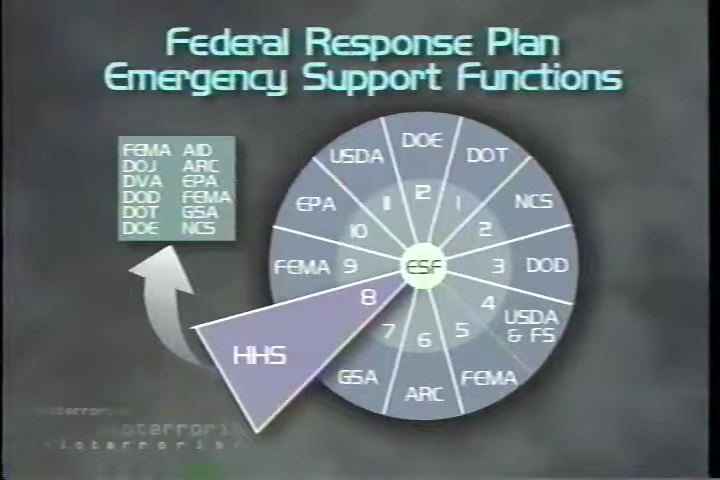 Federal Response Plan
Emergency Support Functions
FEMA AID
DOJ ARC
DVA EPA
DOD FEMA
DOT GSA
DOE NCS
DOE
12
DOT
1
NCS
2
DOD
3
USDA
& FS
4
FEMA
5
ARC
6
GSA
7
HHS
8
FEMA
9
EPA
10
USDA
11
ESF